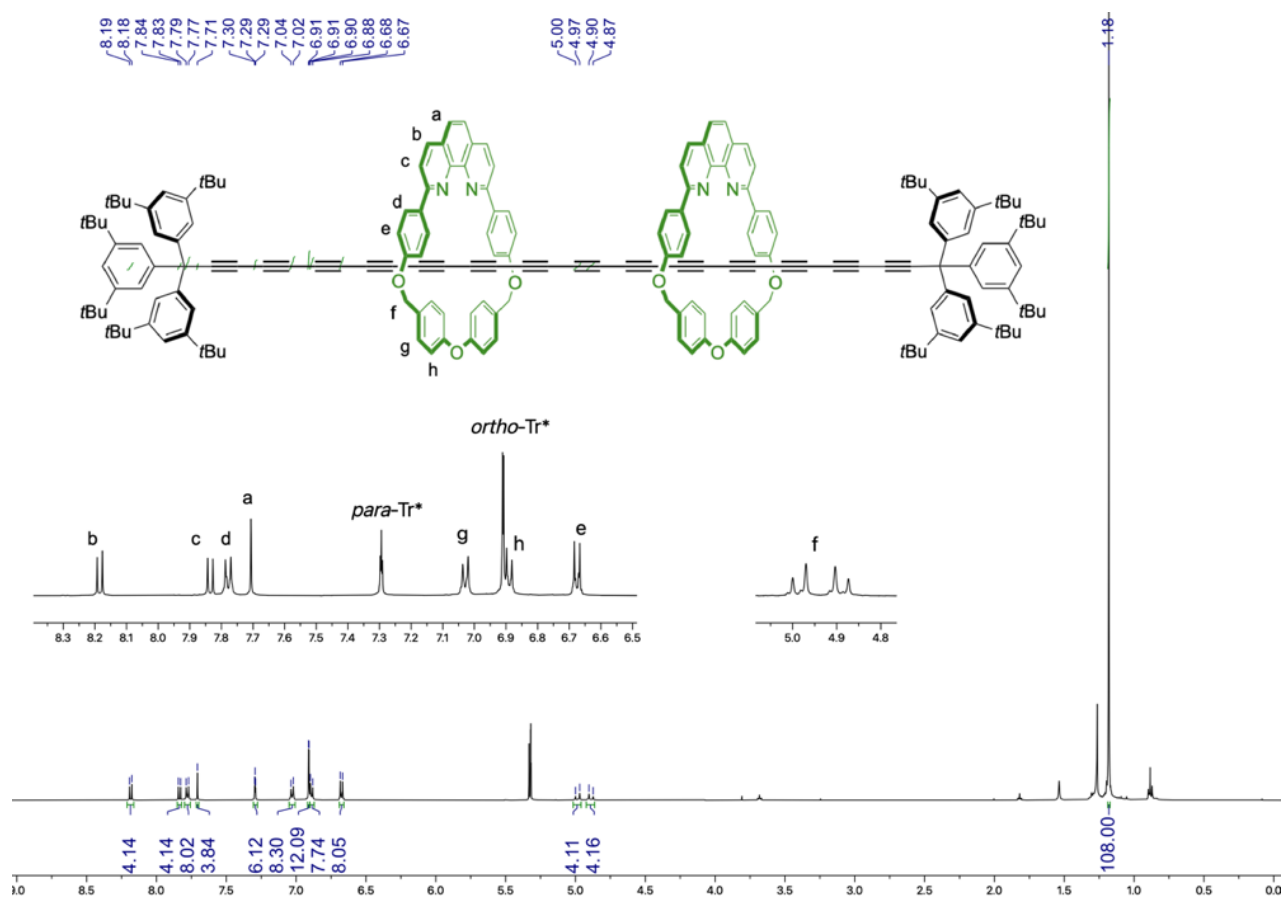 8.19 8.18 7.84 7.83 7.79 7.77 7.71 7.30 7.29 7.29 7.04 7.02 6.91 6.91 6.90 6.88 6.68 6.67 5.00 4.97 4.90 4.87 1.18
a a
b b
c c
N N N N
d d
e e
tBu tBu tBu tBu
tBu tBu
tBu tBu
tBu tBu
tBu tBu
O O O O
f f
g g
O O
h h
ortho-Tr*
a
para-Tr*
b c d g h e f
8.3 8.2 8.1 8.0 7.9 7.8 7.7 7.6 7.5 7.4 7.3 7.2 7.1 7.0 6.9 6.8 6.7 6.6 6.5 5.0 4.9 4.8
4.14 4.14 8.02 3.84 6.12 8.30 12.09 7.74 8.05 4.11 4.16 108.00
9.0 8.5 8.0 7.5 7.0 6.5 6.0 5.5 5.0 4.5 4.0 3.5 3.0 2.5 2.0 1.5 1.0 0.5 0.0